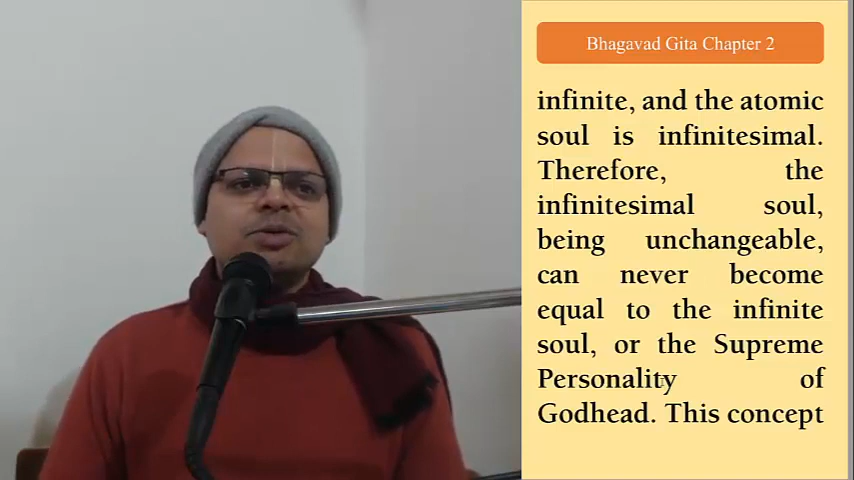 Bhagavad Gita Chapter 2
infinite, and the atomic
soul is infinitesimal.
Therefore, the
infinitesimal soul,
being unchangeable,
can never become
equal to the infinite
soul, or the Supreme
Personality of
Godhead. This concept